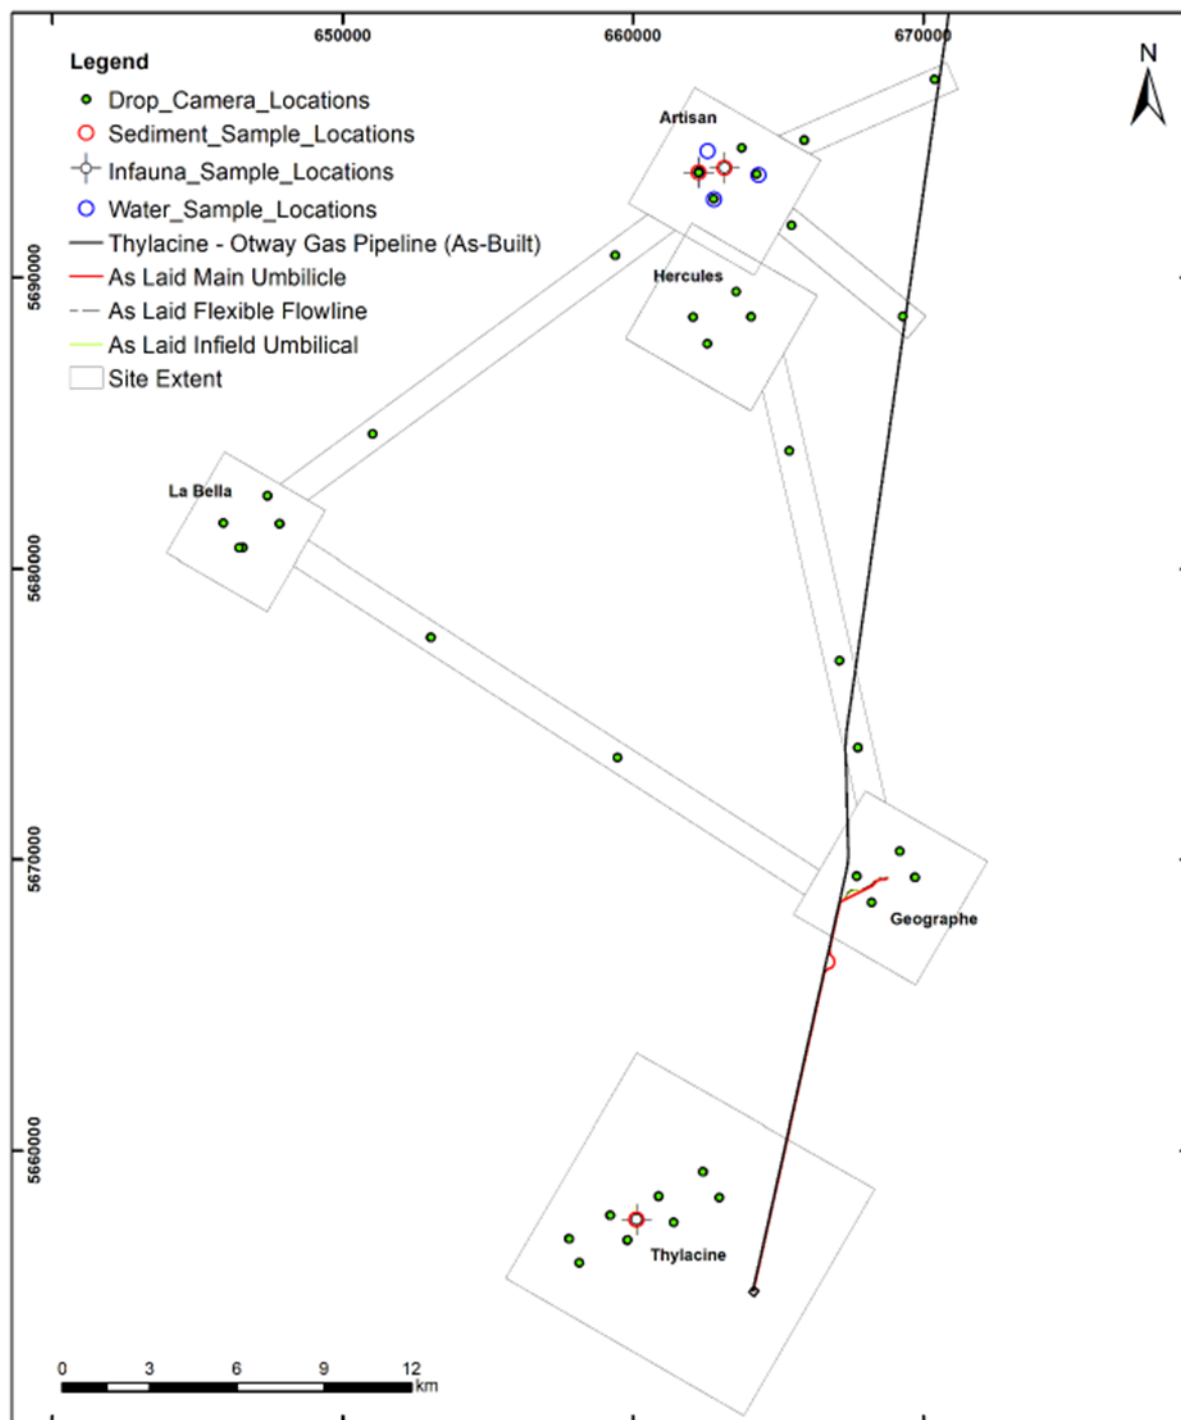 650000
660000
670000
Legend
Drop_Camera_Locations
Sediment_Sample_Locations
Infauna_Sample_Locations
Water_Sample_Locations
Thylacine - Otway Gas Pipeline (As-Built)
As Laid Main Umbilicle
As Laid Flexible Flowline
As Laid Infield Umbilical
Site Extent
N
Artisan
Hercules
La Bella
Geographe
Thylacine
5690000
5680000
5670000
5660000
0 3 6 9 12
km